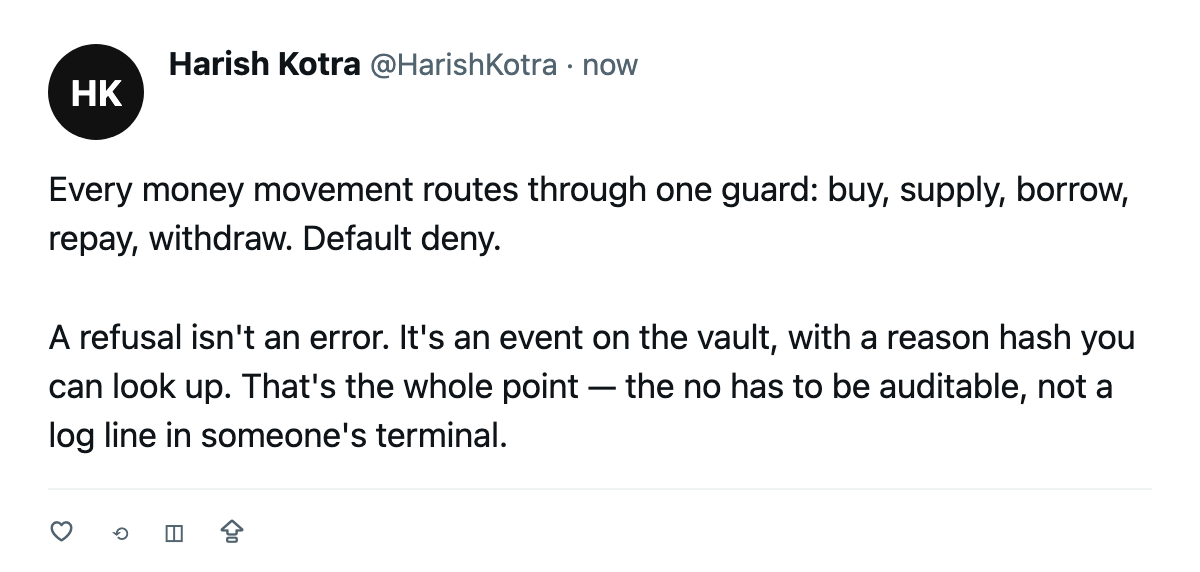 HK
Harish Kotra @HarishKotra · now
Every money movement routes through one guard: buy, supply, borrow,
repay, withdraw. Default deny.
A refusal isn't an error. It's an event on the vault, with a reason hash you
can look up. That's the whole point — the no has to be auditable, not a
log line in someone's terminal.